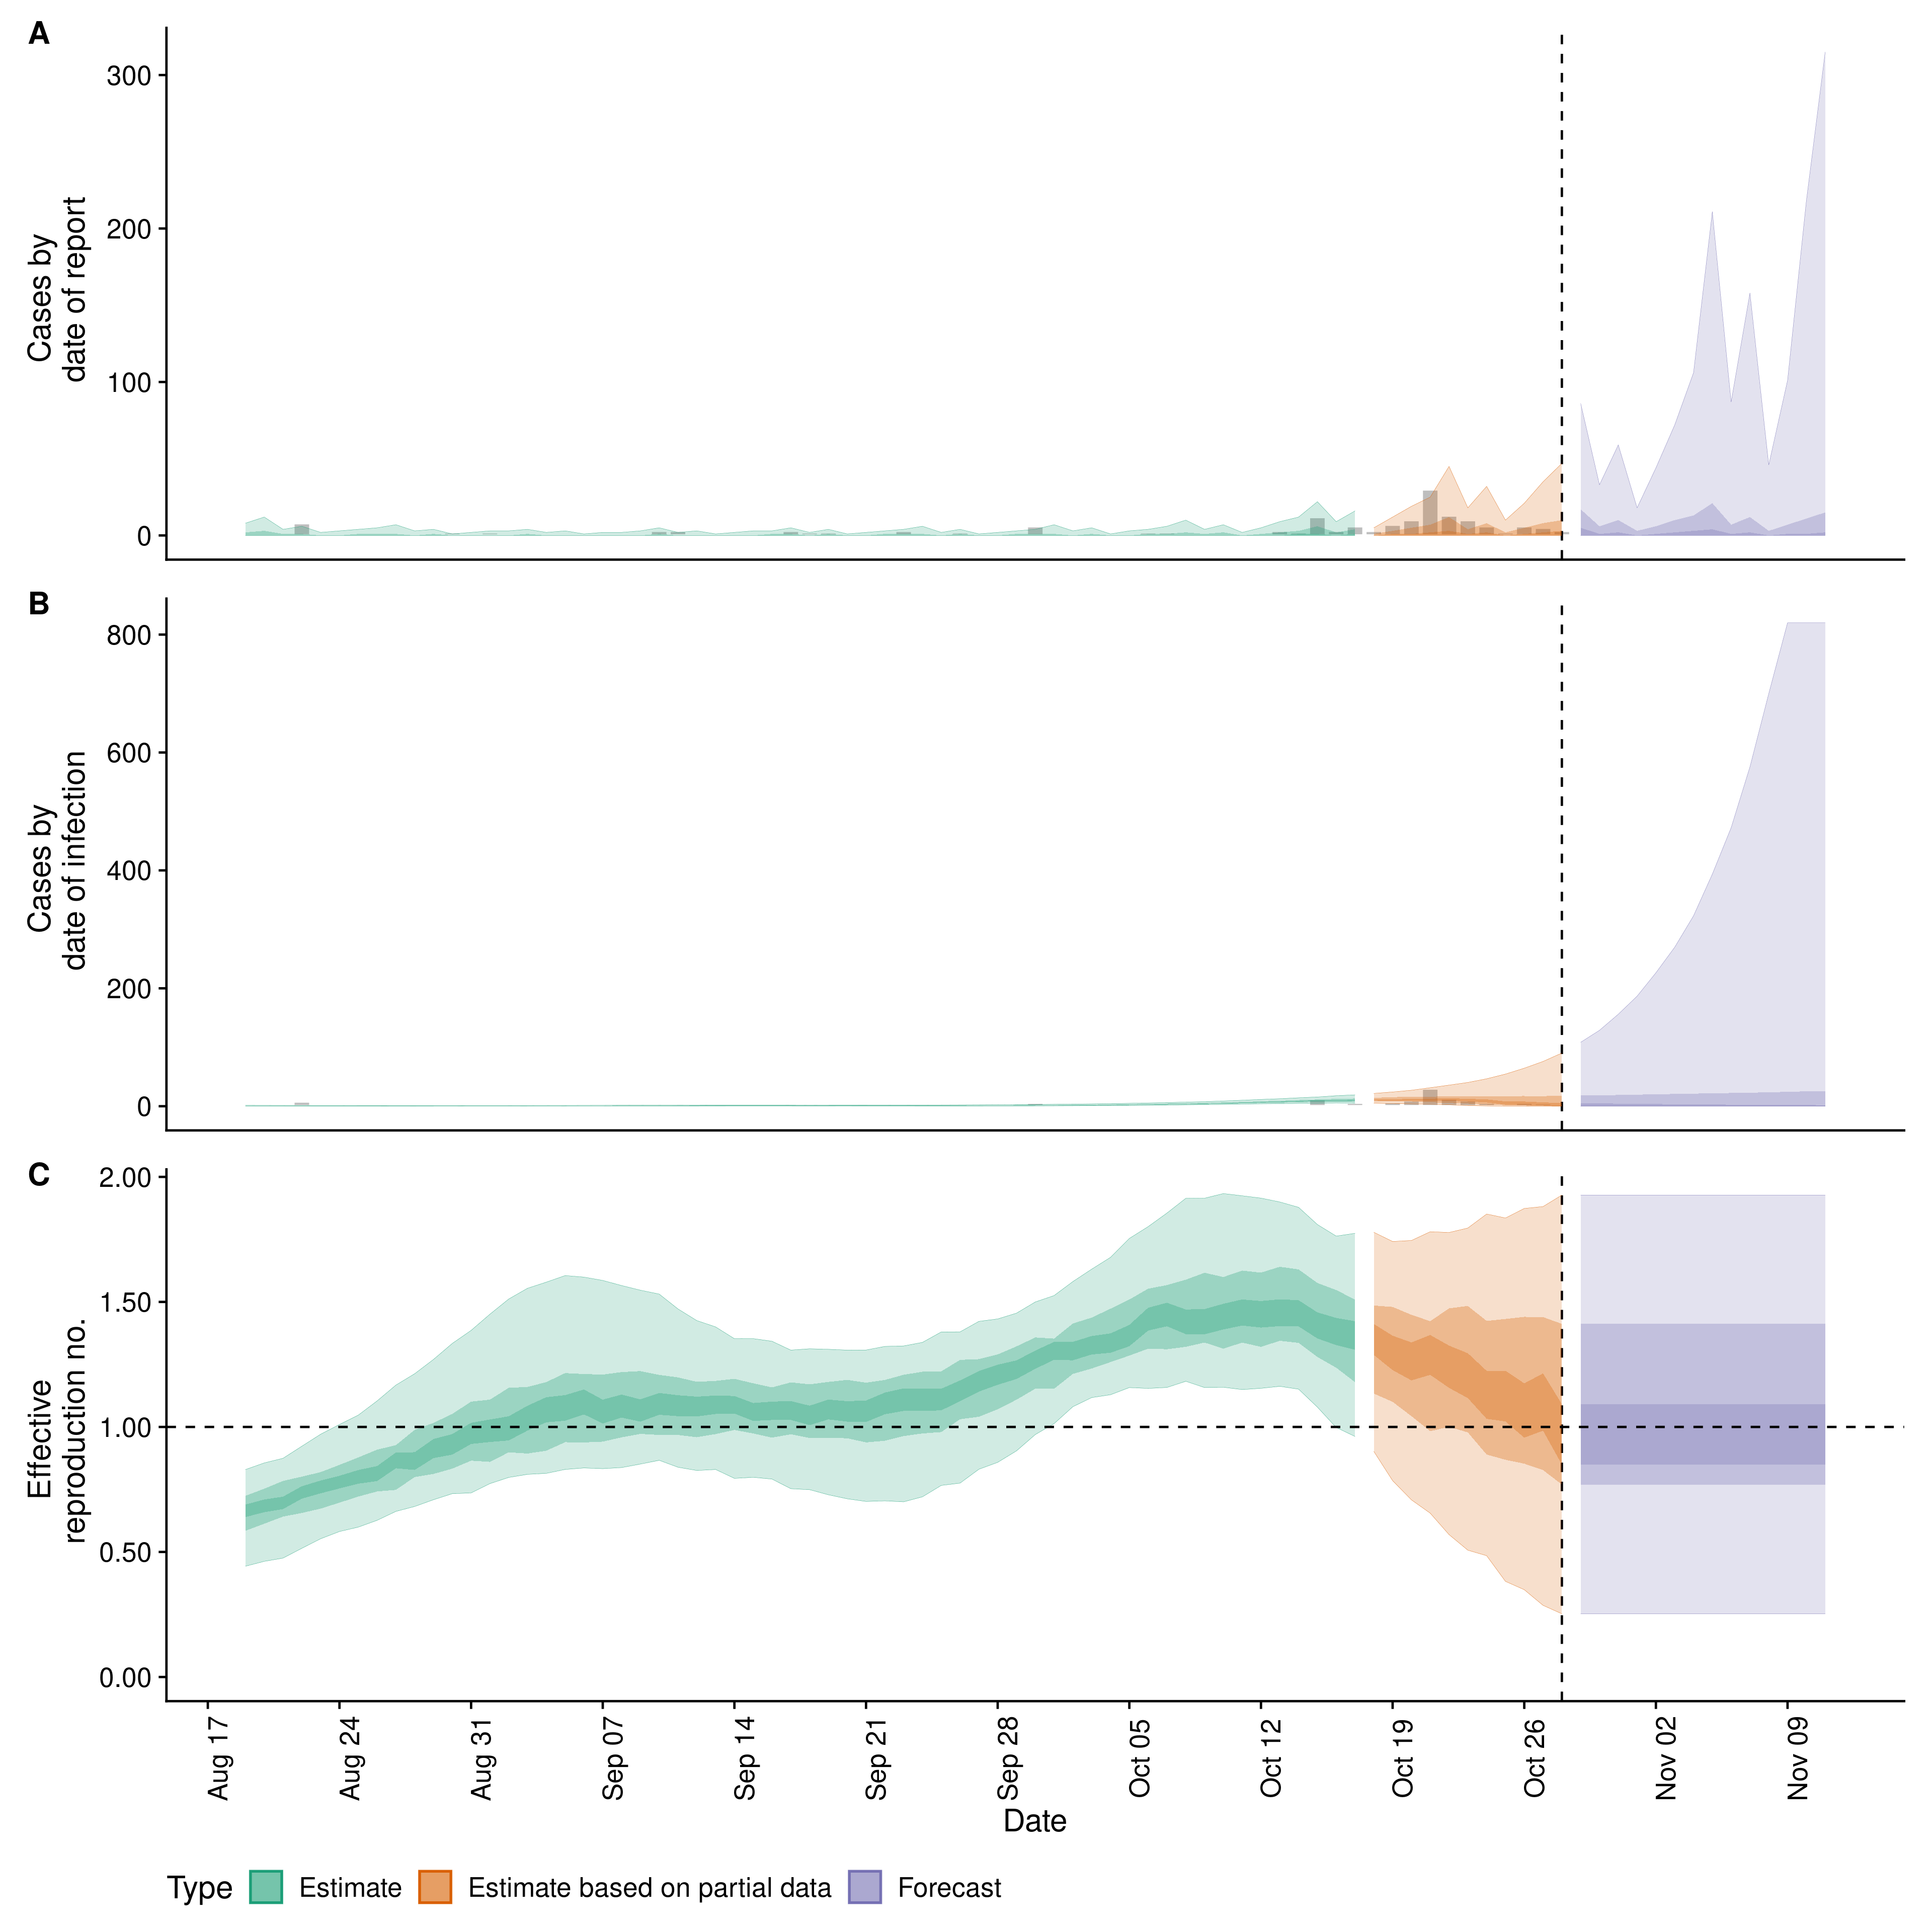 A
Cases by
date of report
300
200
100
0
B
Cases by
date of infection
800
600
400
200
0
C
Effective
reproduction no.
2.00
1.50
1.00
0.50
0.00
Aug 17
Aug 24
Aug 31
Sep 07
Sep 14
Sep 21
Sep 28
Oct 05
Oct 12
Oct 19
Oct 26
Nov 02
Nov 09
Date
Type Estimate Estimate based on partial data Forecast